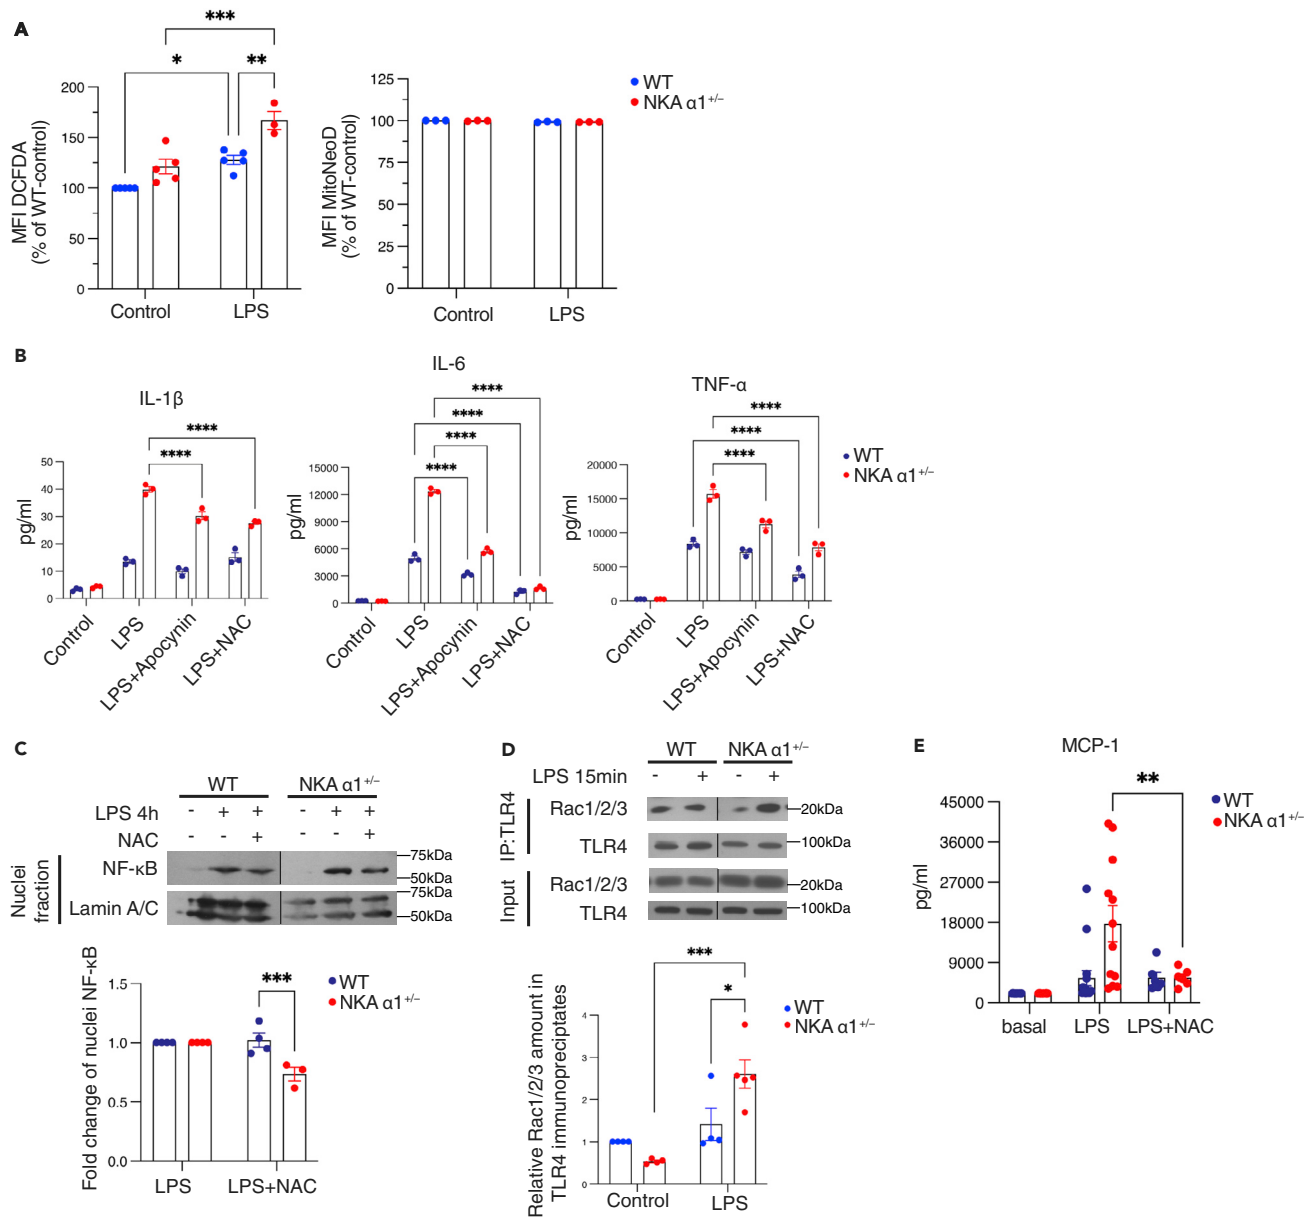 A
***
*
**
200
150
100
50
0
MFI DCFDA
(% of WT-control)
Control
LPS
125
100
75
50
25
0
MFI MitoNeoD
(% of WT-control)
Control
LPS
WT
NKA α1+/–
B
IL-1β
****
****
50
40
30
20
10
0
pg/ml
Control
LPS
LPS+Apocynin
LPS+NAC
IL-6
****
****
****
****
15000
12000
9000
6000
3000
0
pg/ml
Control
LPS
LPS+Apocynin
LPS+NAC
TNF-α
****
****
****
20000
15000
10000
5000
0
pg/ml
Control
LPS
LPS+Apocynin
LPS+NAC
WT
NKA α1+/–
C
WT
NKA α1+/–
LPS 4h - + + - + +
NAC - - + - - +
Nuclei
fraction
NF-κB
75kDa
50kDa
Lamin A/C
75kDa
50kDa
Fold change of nuclei NF-κB
1.5
1.0
0.5
0.0
***
WT
NKA α1+/–
LPS
LPS+NAC
D
WT
NKA α1+/–
LPS 15min - + - +
IP:TLR4
Rac1/2/3
20kDa
TLR4
100kDa
Input
Rac1/2/3
20kDa
TLR4
100kDa
Relative Rac1/2/3 amount in
TLR4 immunopreciptates
***
*
4
3
2
1
0
WT
NKA α1+/–
Control
LPS
E
MCP-1
**
45000
36000
27000
18000
9000
0
pg/ml
WT
NKA α1+/–
basal
LPS
LPS+NAC